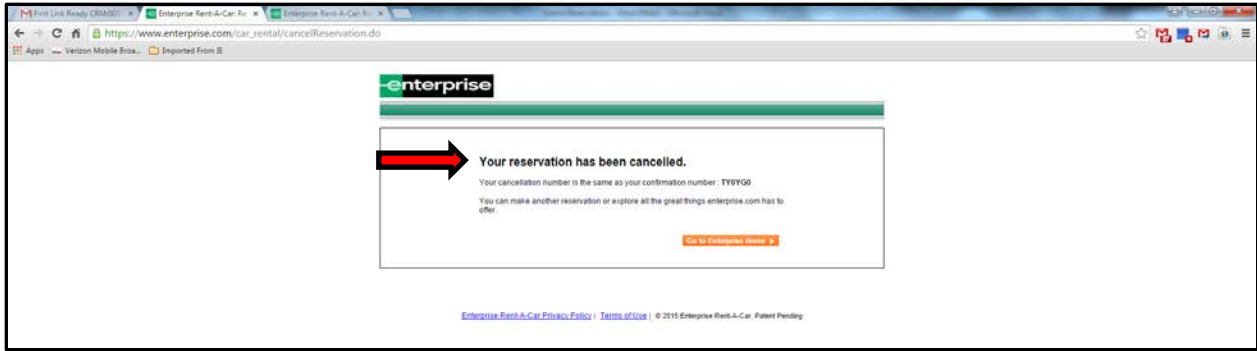 First Link Ready CRM:00
Enterprise Rent-A-Car: Re
Enterprise Rent-A-Car: Re
https://www.enterprise.com/car_rental/cancelReservation.do
Apps
Verizon Mobile Broa...
Imported From IE
enterprise
Your reservation has been cancelled.
Your cancellation number is the same as your confirmation number : TY0YG0
You can make another reservation or explore all the great things enterprise.com has to
offer.
Go to Enterprise Home
Enterprise Rent-A-Car Privacy Policy | Terms of Use | © 2015 Enterprise Rent-A-Car. Patent Pending